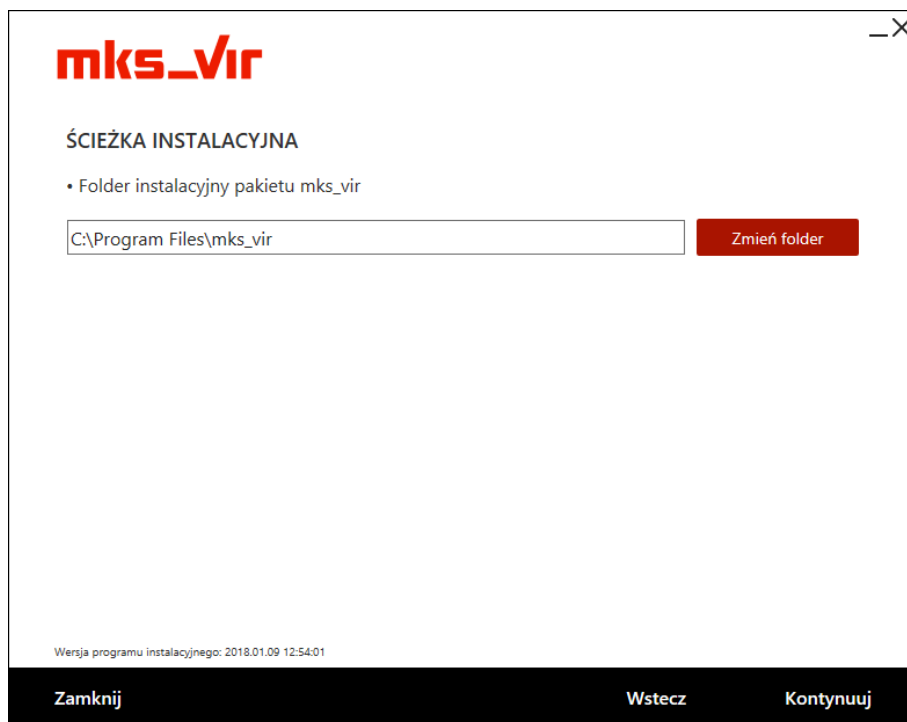 mks_vir
ŚCIEŻKA INSTALACYJNA
• Folder instalacyjny pakietu mks_vir
C:\Program Files\mks_vir
Zmień folder
Wersja programu instalacyjnego: 2018.01.09 12:54:01
Zamknij
Wstecz
Kontynuuj